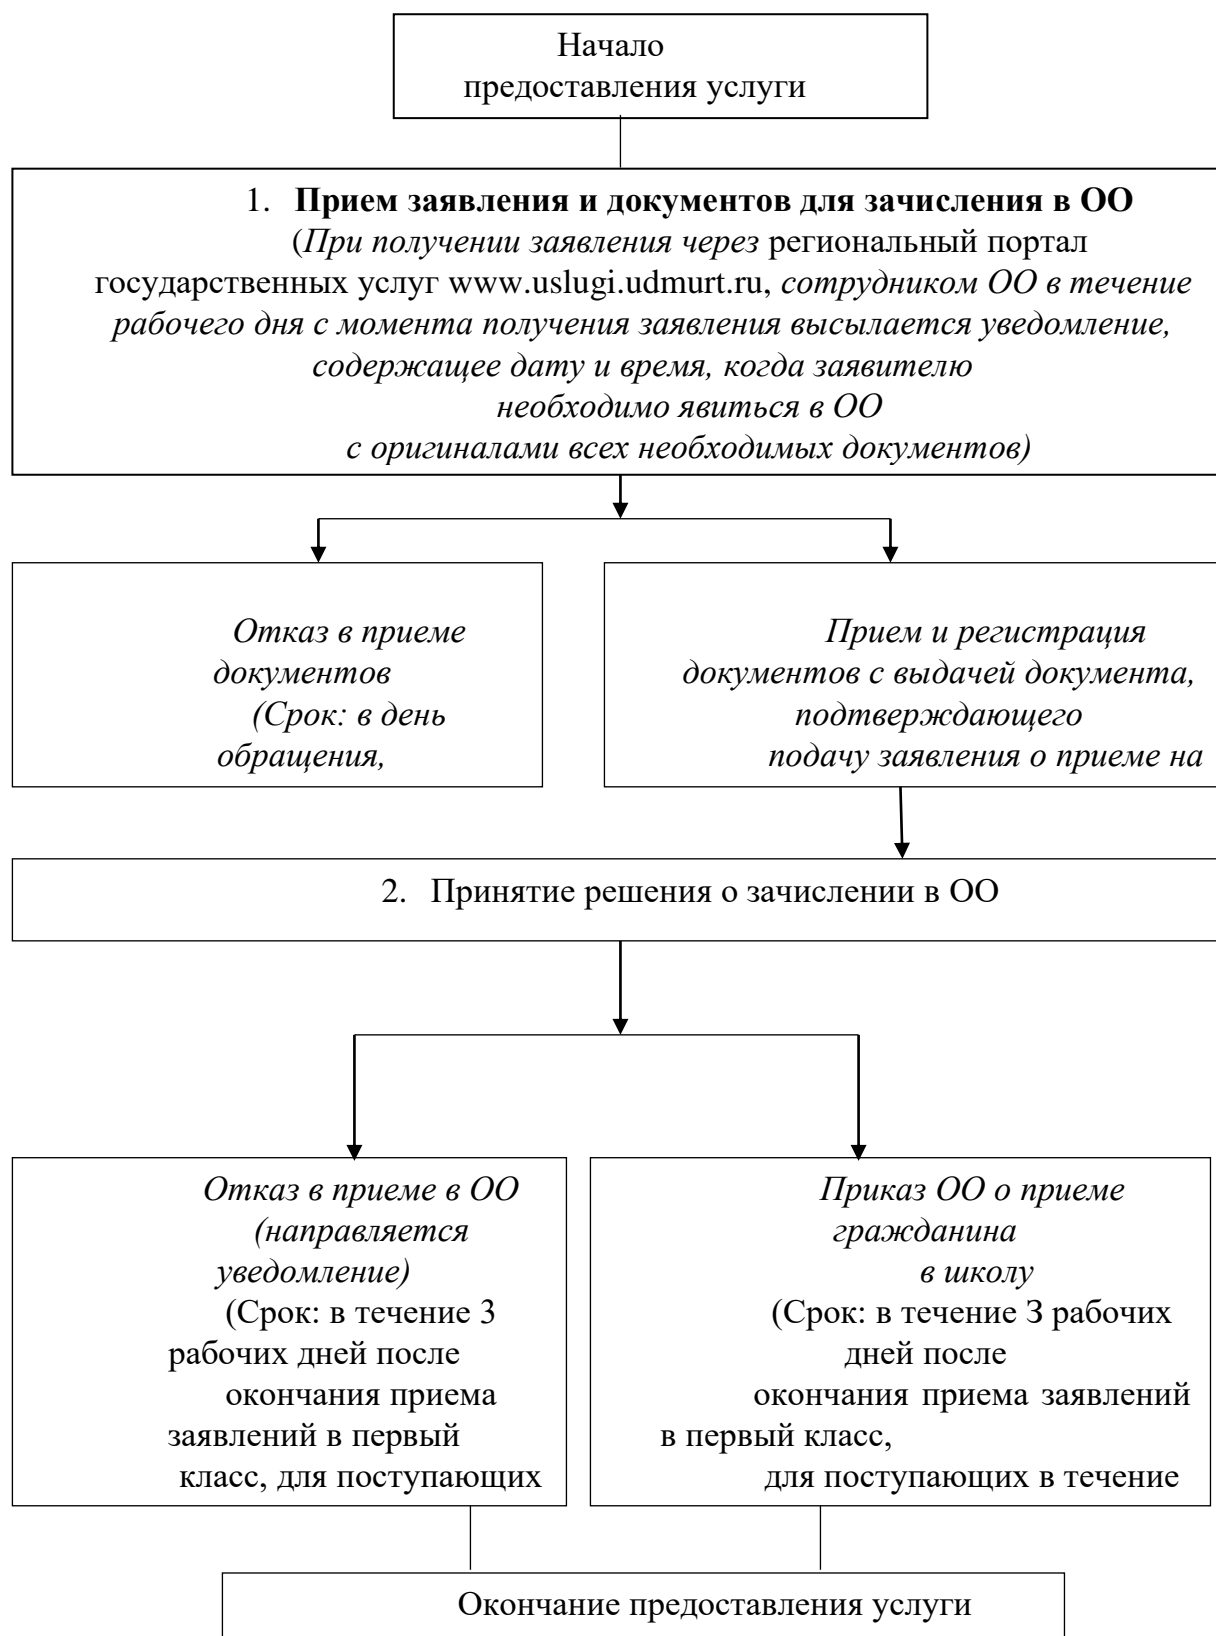 Начало
предоставления услуги
1. Прием заявления и документов для зачисления в ОО
(При получении заявления через региональный портал
государственных услуг www.uslugi.udmurt.ru, сотрудником ОО в течение
рабочего дня с момента получения заявления высылается уведомление,
содержащее дату и время, когда заявителю
необходимо явиться в ОО
с оригиналами всех необходимых документов)
Отказ в приеме
документов
(Срок: в день
обращения,
Прием и регистрация
документов с выдачей документа,
подтверждающего
подачу заявления о приеме на
2. Принятие решения о зачислении в ОО
Отказ в приеме в ОО
(направляется
уведомление)
(Срок: в течение 3
рабочих дней после
окончания приема
заявлений в первый
класс, для поступающих
Приказ ОО о приеме
гражданина
в школу
(Срок: в течение З рабочих
дней после
окончания приема заявлений
в первый класс,
для поступающих в течение
Окончание предоставления услуги